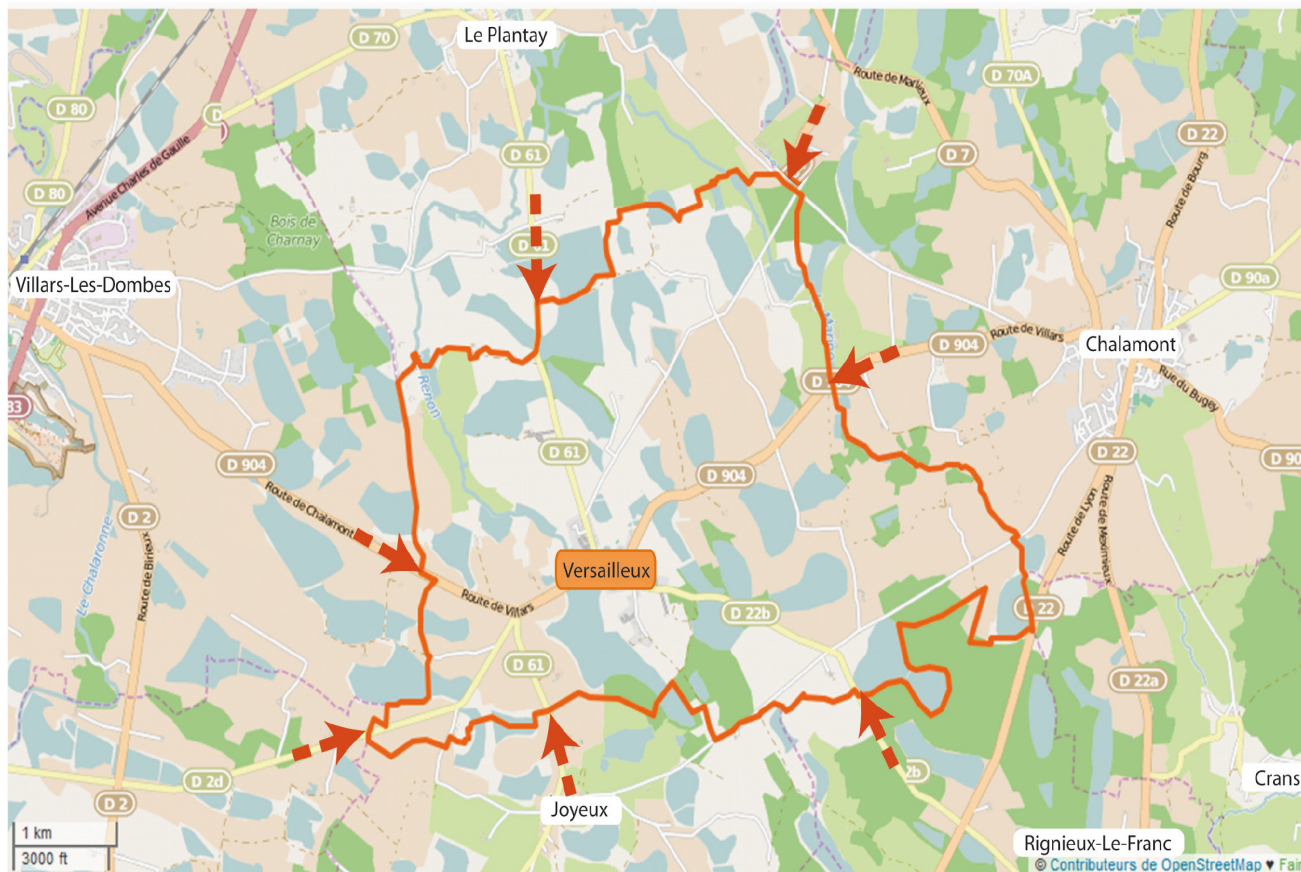 Le Plantay
D 70
D 70A
Route de Marlieux
D 80
D
D 22
D 61
D 7
Avenue Charles de Gaulle
D 80
Route de Bourg
Bois de
Charnay
Villars-Les-Dombes
D 90a
Route de Villars
D 904
Chalamont
Rue du Bugey
Renon
83
D 904
D 61
D 904
D 22
D 90
Route de Chalamont
D 2
Route de Lyon
Route de Meximieux
Le Chalaronne
Route de Birieux
Versailleux
Route de Villars
D 22b
D 22
D 61
D 22a
D 2d
2b
Crans
D 2
Joyeux
1 km
3000 ft
Rignieux-Le-Franc
© Contributeurs de OpenStreetMap ♥ Fair